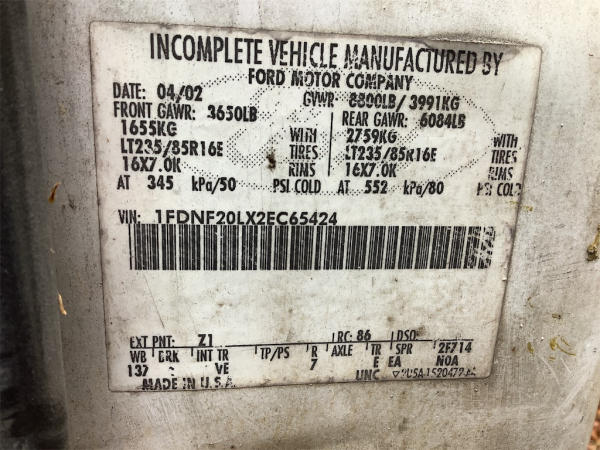 INCOMPLETE VEHICLE MANUFACTURED BY
FORD MOTOR COMPANY
DATE: 04/02 GVWR: 8800LB/ 3991KG
FRONT GAWR: 3650LB REAR GAWR: 6084LB
1655KG WITH 2759KG WITH
LT235/85R16E TIRES LT235/85R16E TIRES
16X7.0K RIMS 16X7.0K RIMS
AT 345 kPa/50 PSI COLD AT 552 kPa/80 PSI COLD
VIN: 1FDNF20LX2EC65424
EXT PNT: Z1 RC: 86 DSO:
WB BRK INT TR TP/PS R AXLE TR SPR 2F714
137 VE 7 E EA N0A
MADE IN U.S.A. UNC